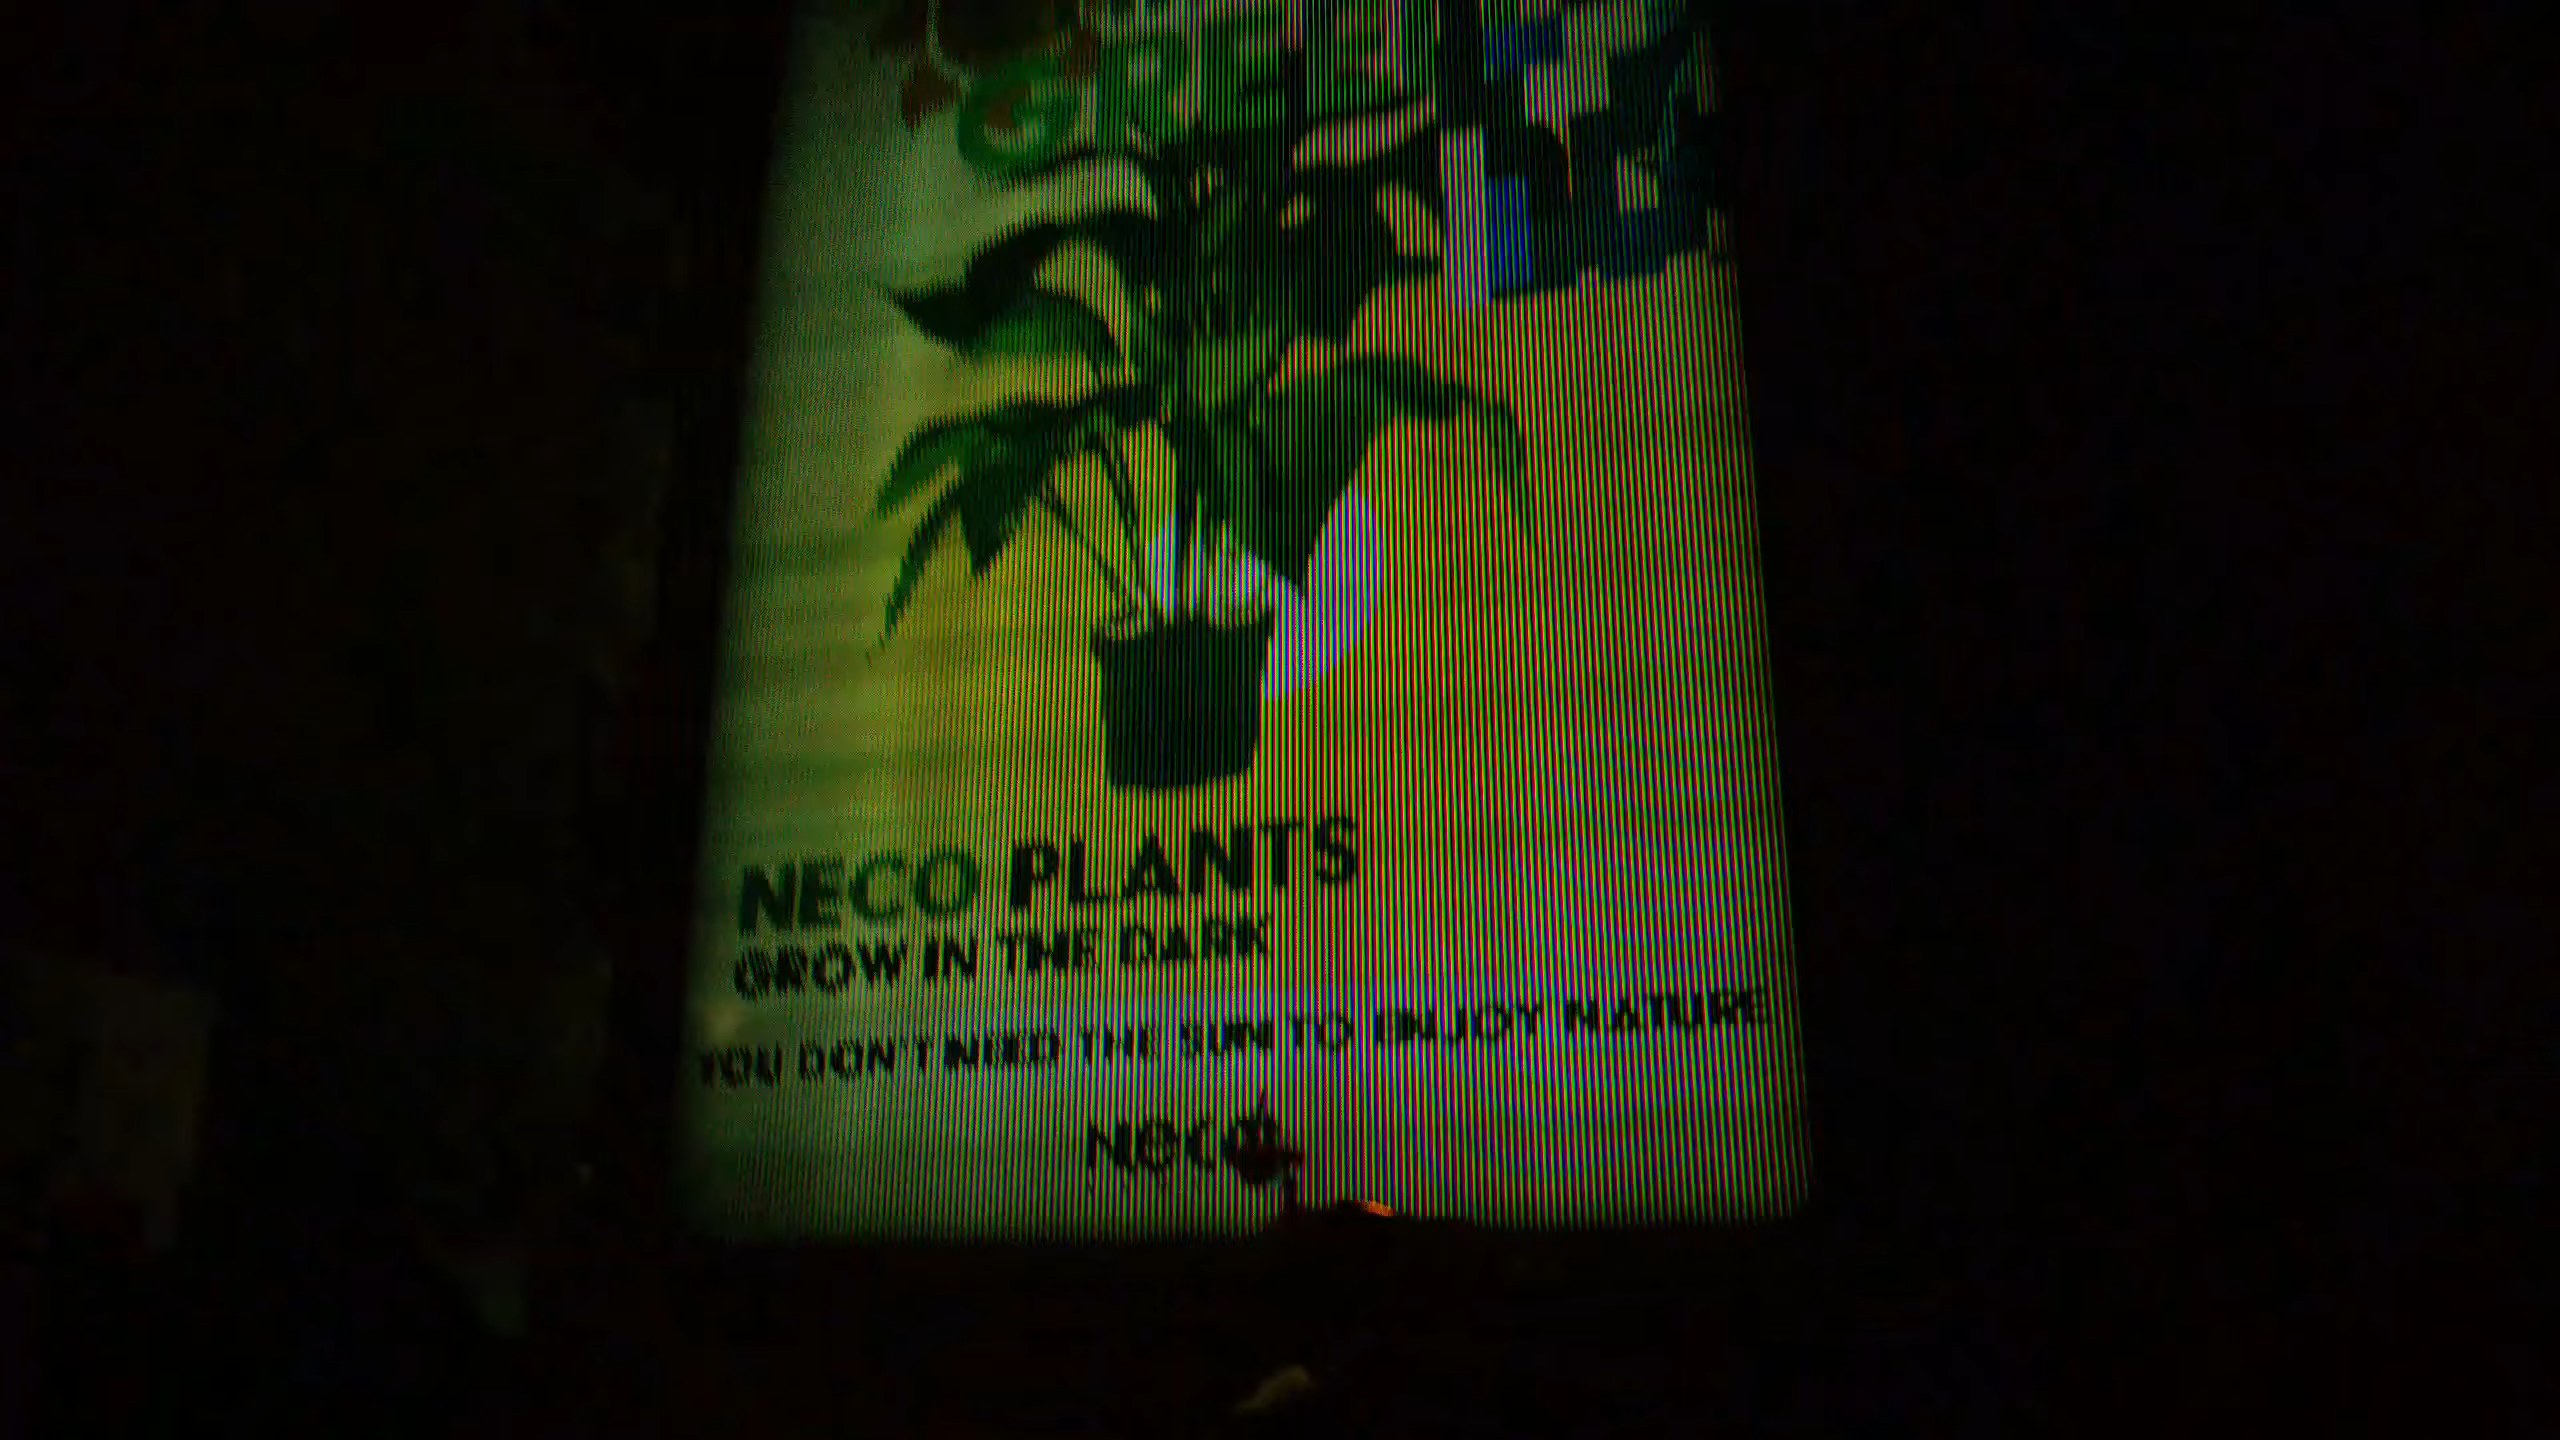 NECO PLANTS
GROW IN THE DARK
YOU DON'T NEED THE SUN TO ENJOY NATURE
Neco